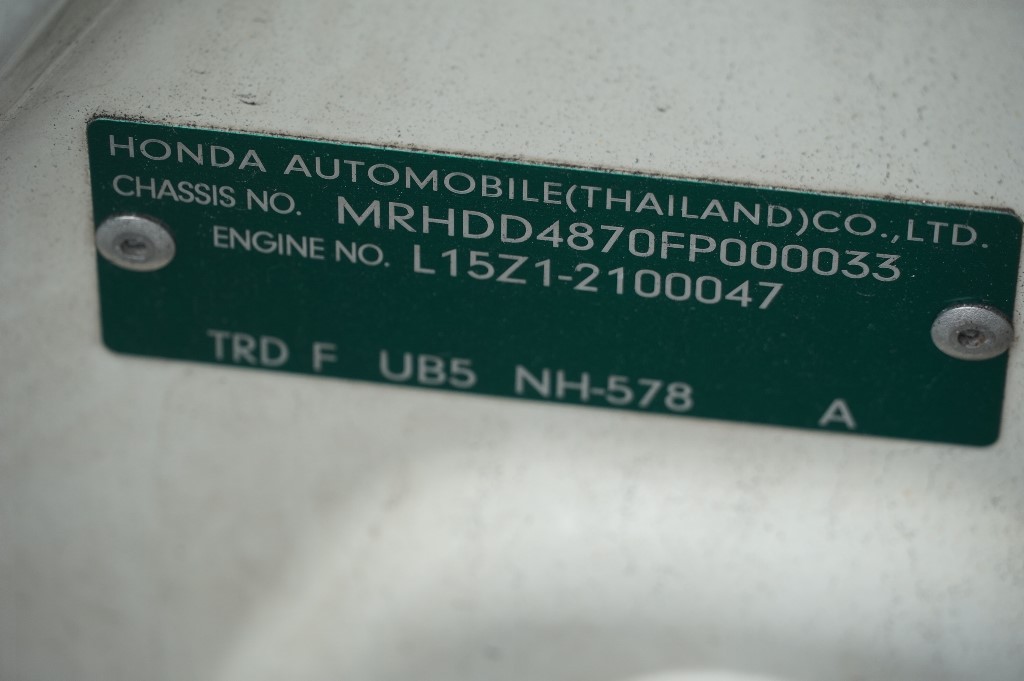 HONDA AUTOMOBILE(THAILAND)CO.,LTD.
CHASSIS NO. MRHDD4870FP000033
ENGINE NO. L15Z1-2100047
TRD F UB5 NH-578 A